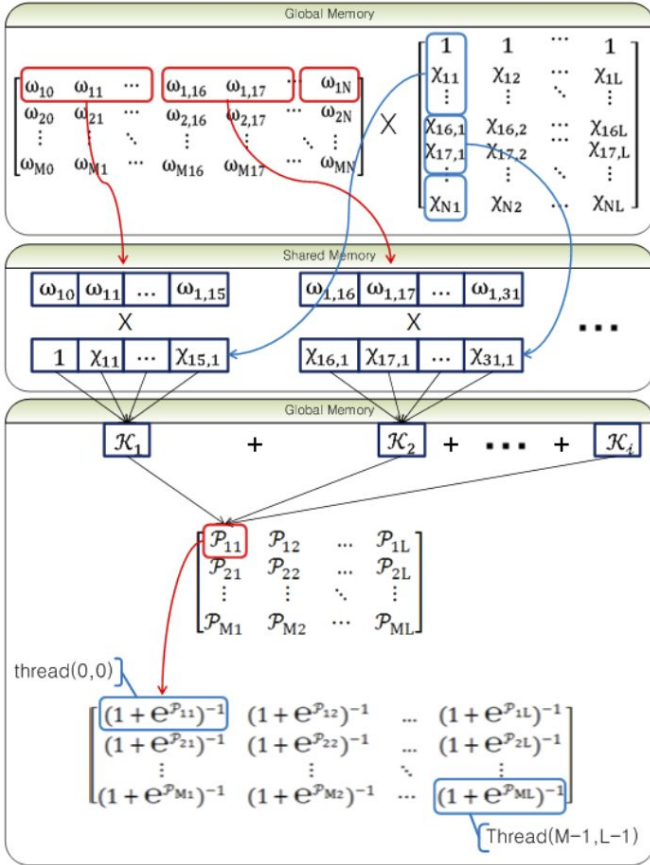 Global Memory
ω10 ω11 ⋯ ω1,16 ω1,17 ⋯ ω1N
ω20 ω21 ⋯ ω2,16 ω2,17 ⋯ ω2N
⋮ ⋮ ⋱ ⋮ ⋮ ⋱ ⋮
ωM0 ωM1 ⋯ ωM16 ωM17 ⋯ ωMN
X
1 1 ⋯ 1
χ11 χ12 ⋯ χ1L
⋮ ⋮ ⋱ ⋮
χ16,1 χ16,2 ⋯ χ16L
χ17,1 χ17,2 ⋯ χ17,L
⋮ ⋮ ⋱ ⋮
χN1 χN2 ⋯ χNL
Shared Memory
ω10 ω11 … ω1,15 ω1,16 ω1,17 … ω1,31
X X
1 χ11 … χ15,1 χ16,1 χ17,1 … χ31,1
…
Global Memory
𝒦1 + 𝒦2 + … + 𝒦i
𝒫11 𝒫12 … 𝒫1L
𝒫21 𝒫22 … 𝒫2L
⋮ ⋮ ⋱ ⋮
𝒫M1 𝒫M2 ⋯ 𝒫ML
thread(0,0)
(1 + e^𝒫11)^−1 (1 + e^𝒫12)^−1 … (1 + e^𝒫1L)^−1
(1 + e^𝒫21)^−1 (1 + e^𝒫22)^−1 … (1 + e^𝒫2L)^−1
⋮ ⋮ ⋱ ⋮
(1 + e^𝒫M1)^−1 (1 + e^𝒫M2)^−1 ⋯ (1 + e^𝒫ML)^−1
Thread(M−1,L−1)